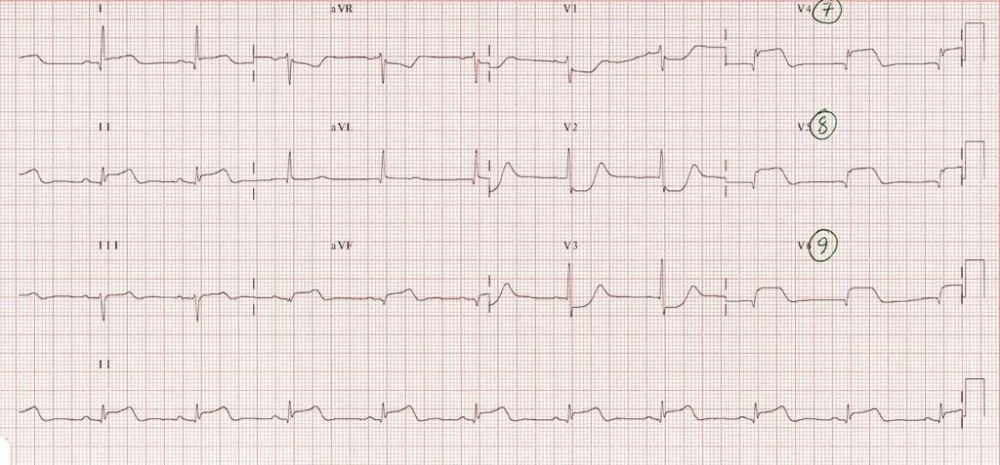 I aVR V1 V4 7
II aVL V2 V5 8
III aVF V3 V6 9
II